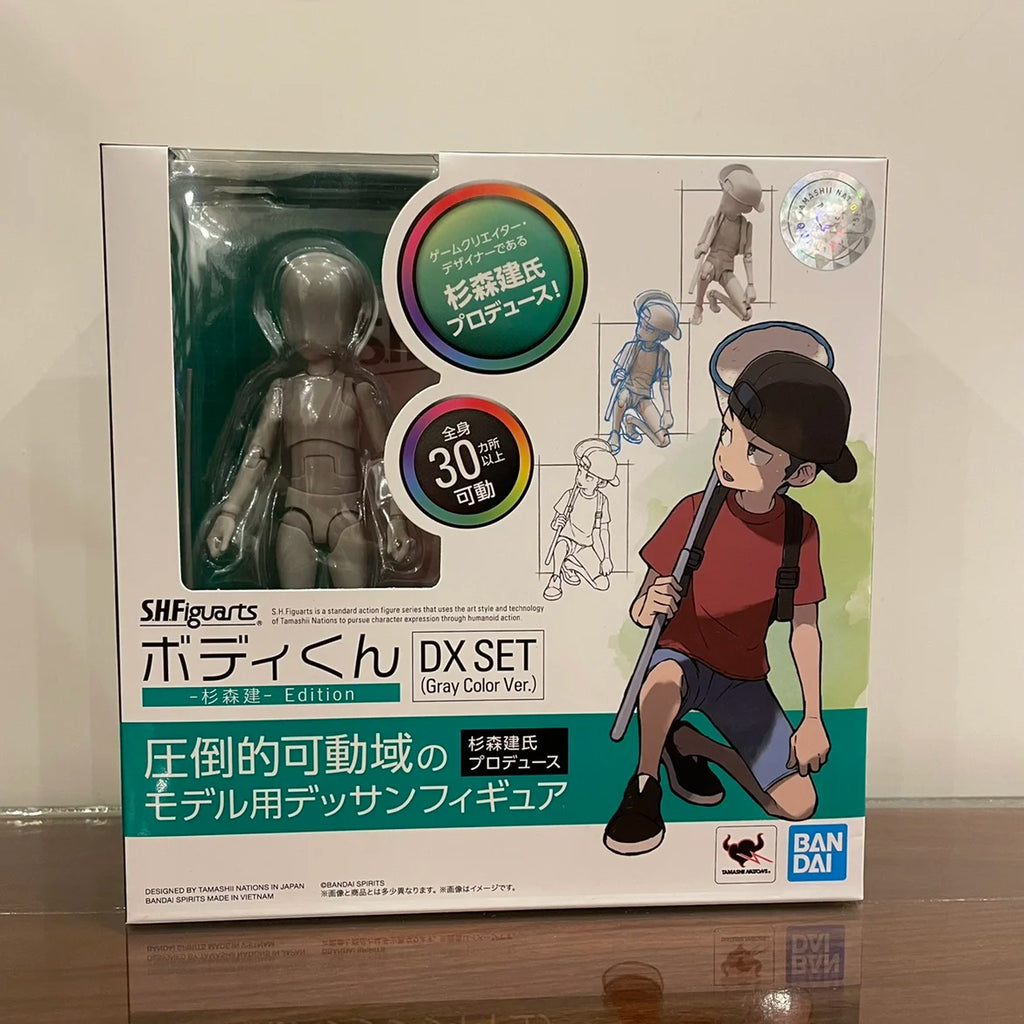 ゲームクリエイター・
デザイナーである
杉森建氏
プロデュース!
全身
30カ所以上
可動
S.H.Figuarts®
S.H.Figuarts is a standard action figure series that uses the art style and technology
of Tamashii Nations to pursue character expression through humanoid action.
ボディくん
-杉森建- Edition
DX SET
(Gray Color Ver.)
圧倒的可動域の
モデル用デッサンフィギュア
杉森建氏
プロデュース
DESIGNED BY TAMASHII NATIONS IN JAPAN
BANDAI SPIRITS MADE IN VIETNAM
©BANDAI SPIRITS
※画像と商品とは多少異なります。※画像はイメージです。
TAMASHII NATIONS
BAN
DAI